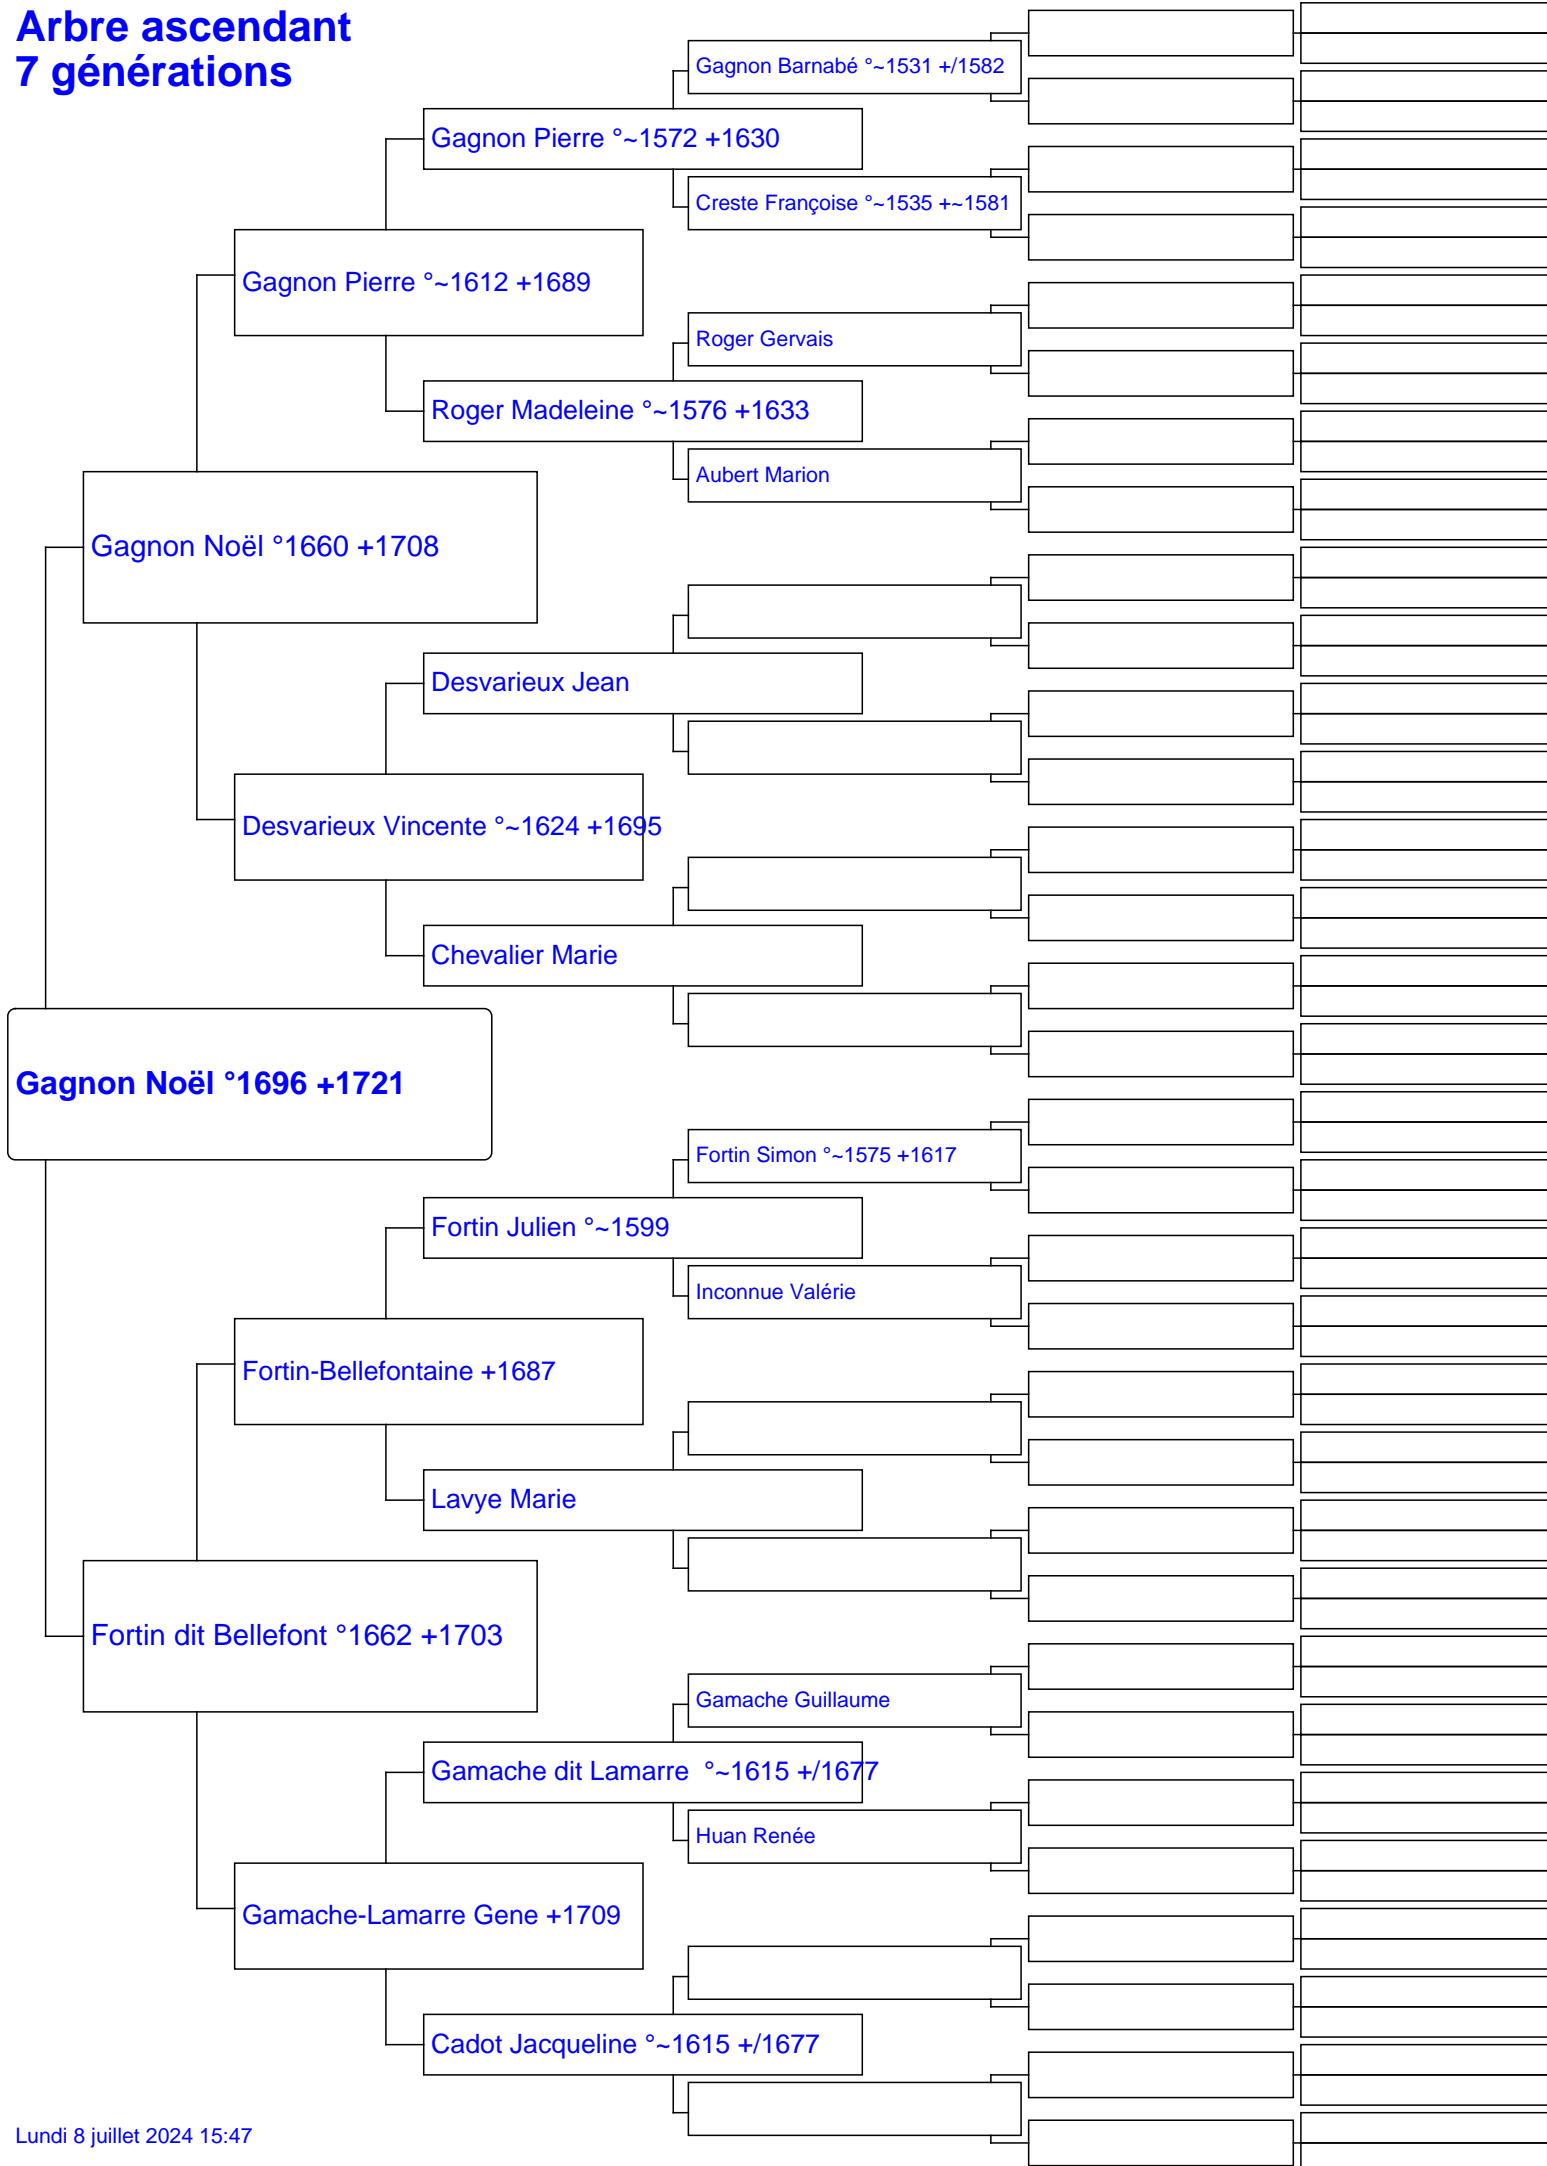 Arbre ascendant
7 générations
Gagnon Barnabé °~1531 +/1582
Gagnon Pierre °~1572 +1630
Creste Françoise °~1535 +~1581
Gagnon Pierre °~1612 +1689
Roger Gervais
Roger Madeleine °~1576 +1633
Aubert Marion
Gagnon Noël °1660 +1708
Desvarieux Jean
Desvarieux Vincente °~1624 +1695
Chevalier Marie
Gagnon Noël °1696 +1721
Fortin Simon °~1575 +1617
Fortin Julien °~1599
Inconnue Valérie
Fortin-Bellefontaine +1687
Lavye Marie
Fortin dit Bellefont °1662 +1703
Gamache Guillaume
Gamache dit Lamarre  °~1615 +/1677
Huan Renée
Gamache-Lamarre Gene +1709
Cadot Jacqueline °~1615 +/1677
Lundi 8 juillet 2024 15:47